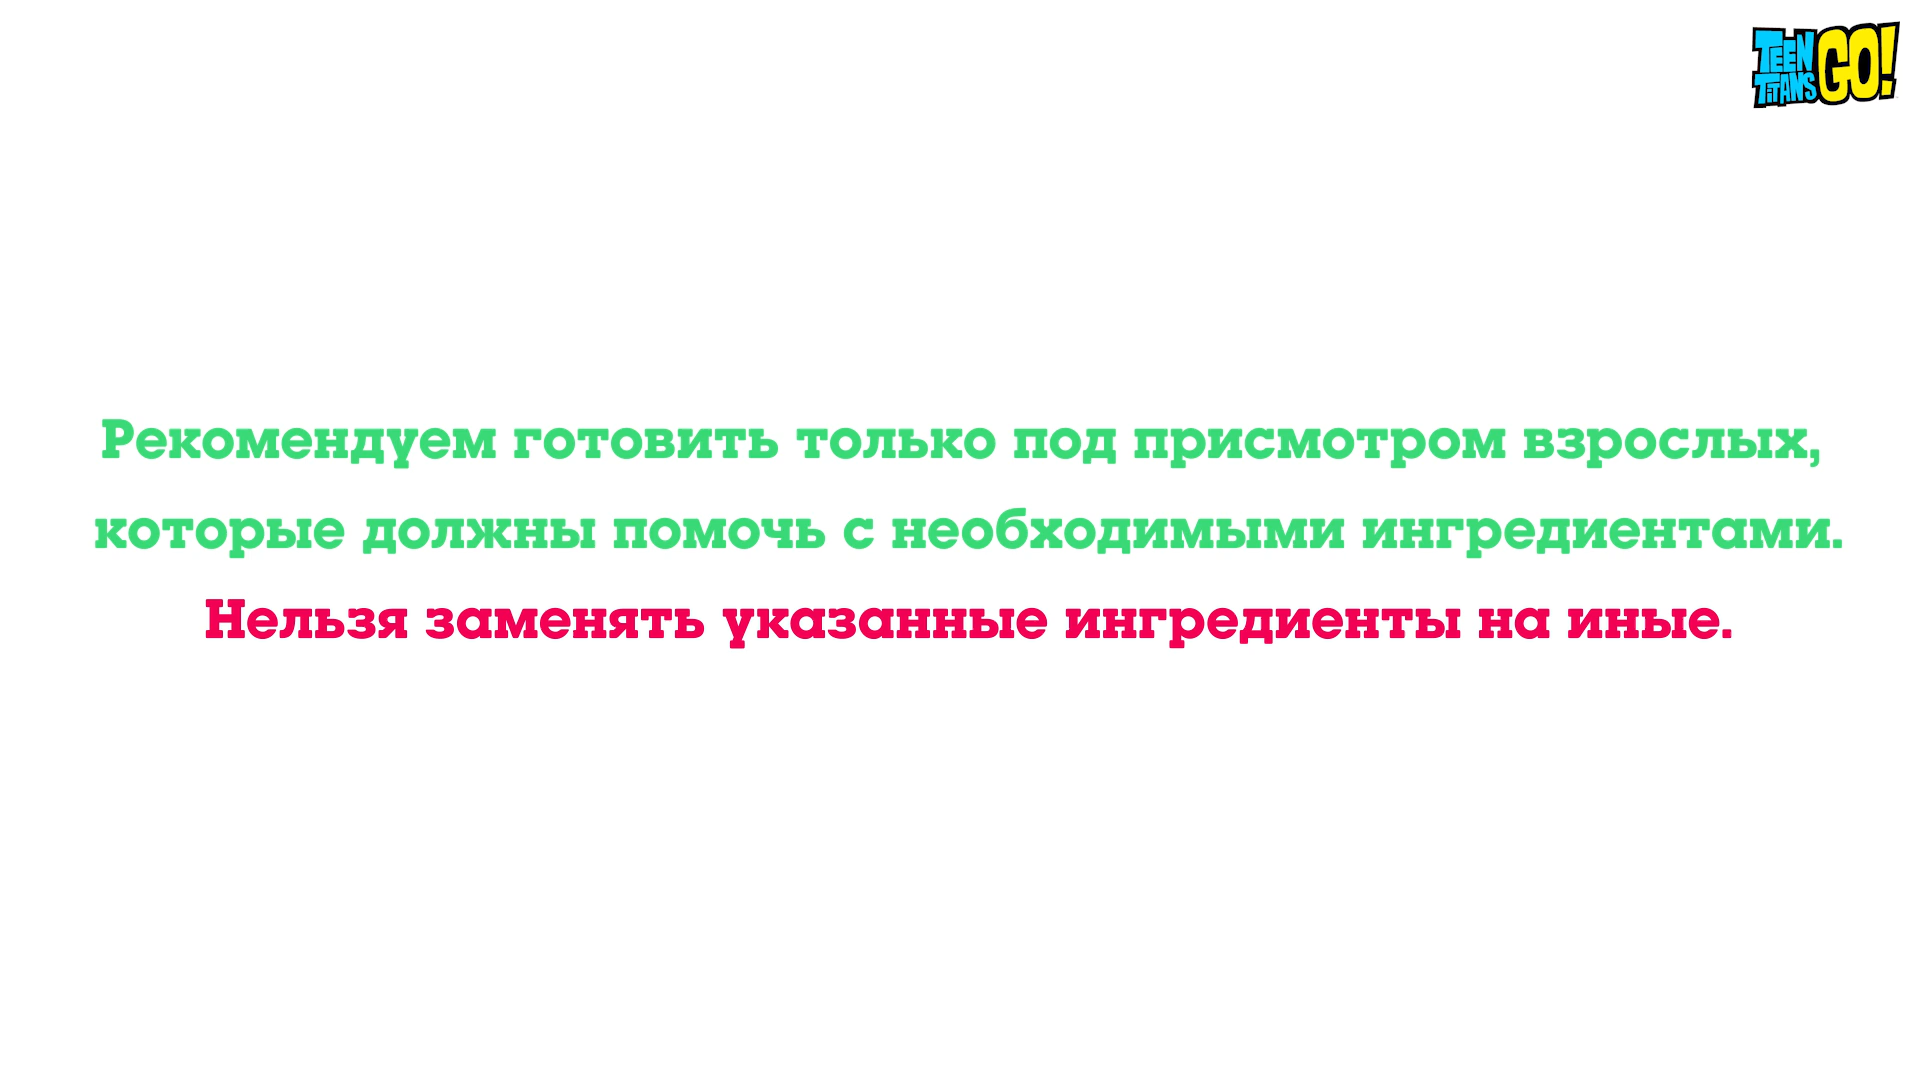 TEEN
TITANS
GO!
Рекомендуем готовить только под присмотром взрослых,
которые должны помочь с необходимыми ингредиентами.
Нельзя заменять указанные ингредиенты на иные.